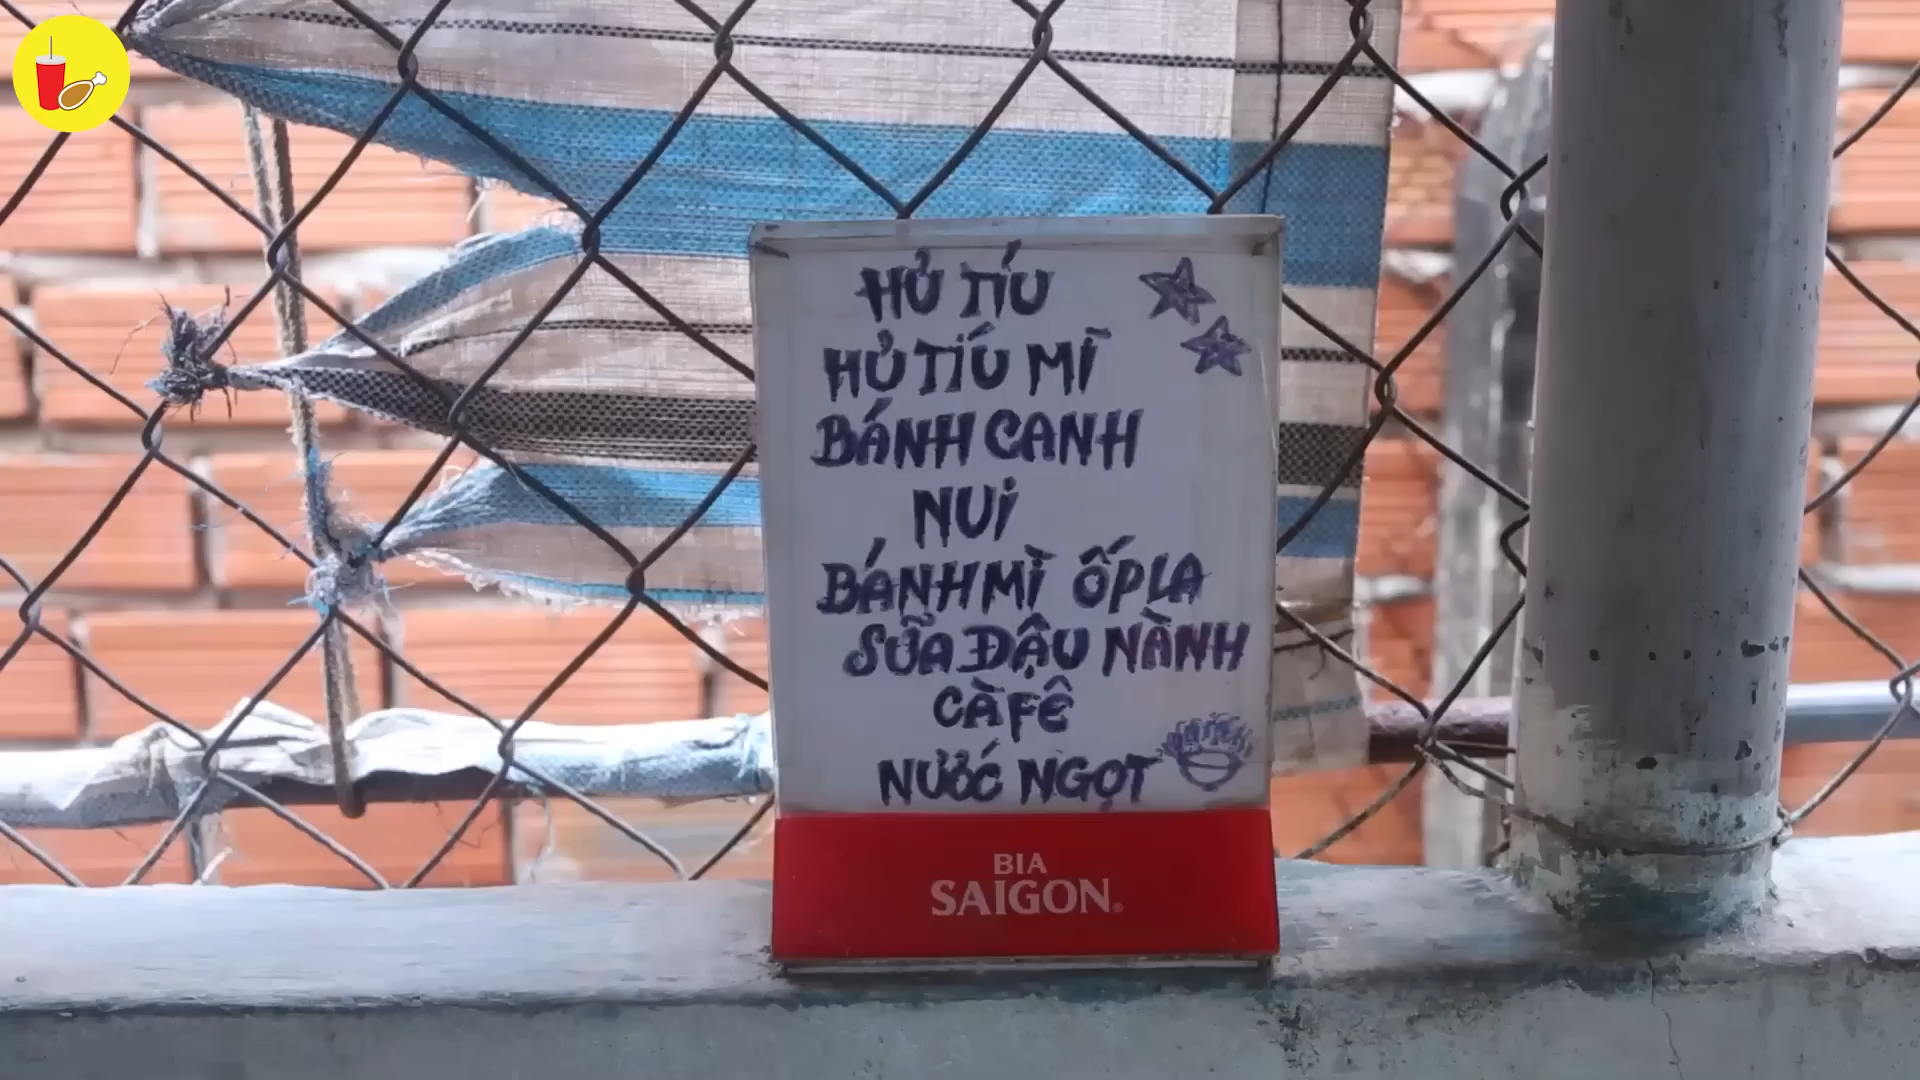 HỦ TÍU
HỦ TÍU MÌ
BÁNH CANH
NUI
BÁNH MÌ ỐP LA
SỮA ĐẬU NÀNH
CÀ FÊ
NƯỚC NGỌT
BIA
SAIGON